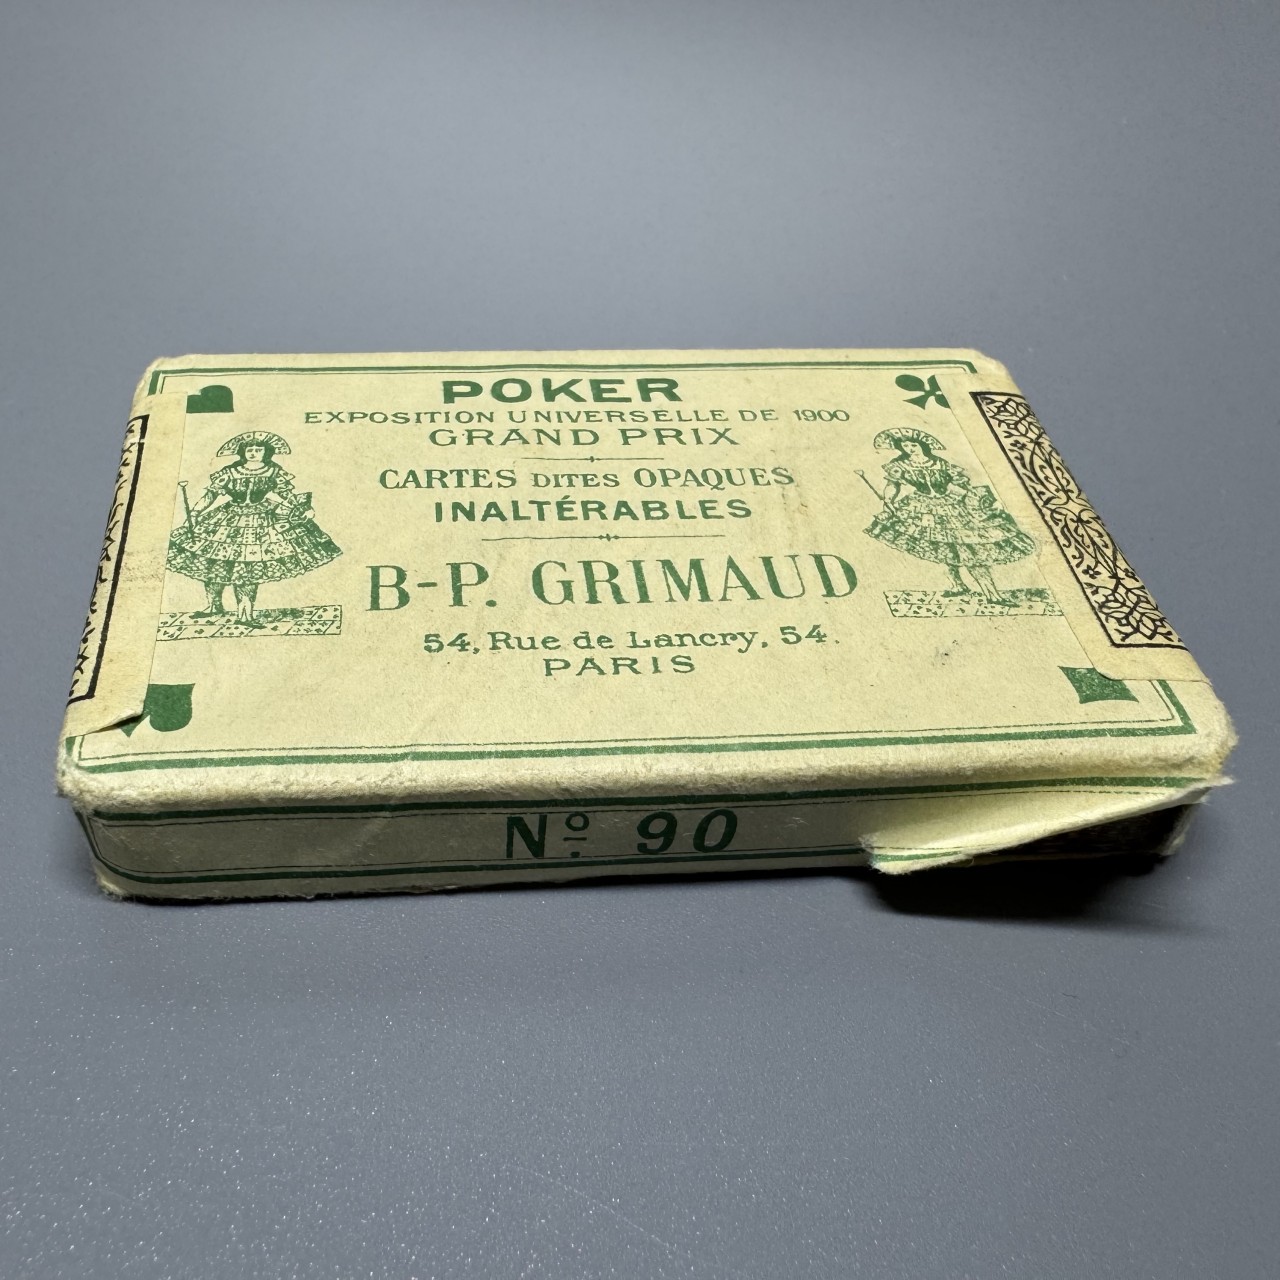 POKER
EXPOSITION UNIVERSELLE DE 1900
GRAND PRIX
CARTES DITES OPAQUES
INALTÉRABLES
B-P. GRIMAUD
54, Rue de Lancry, 54.
PARIS
Nº 90